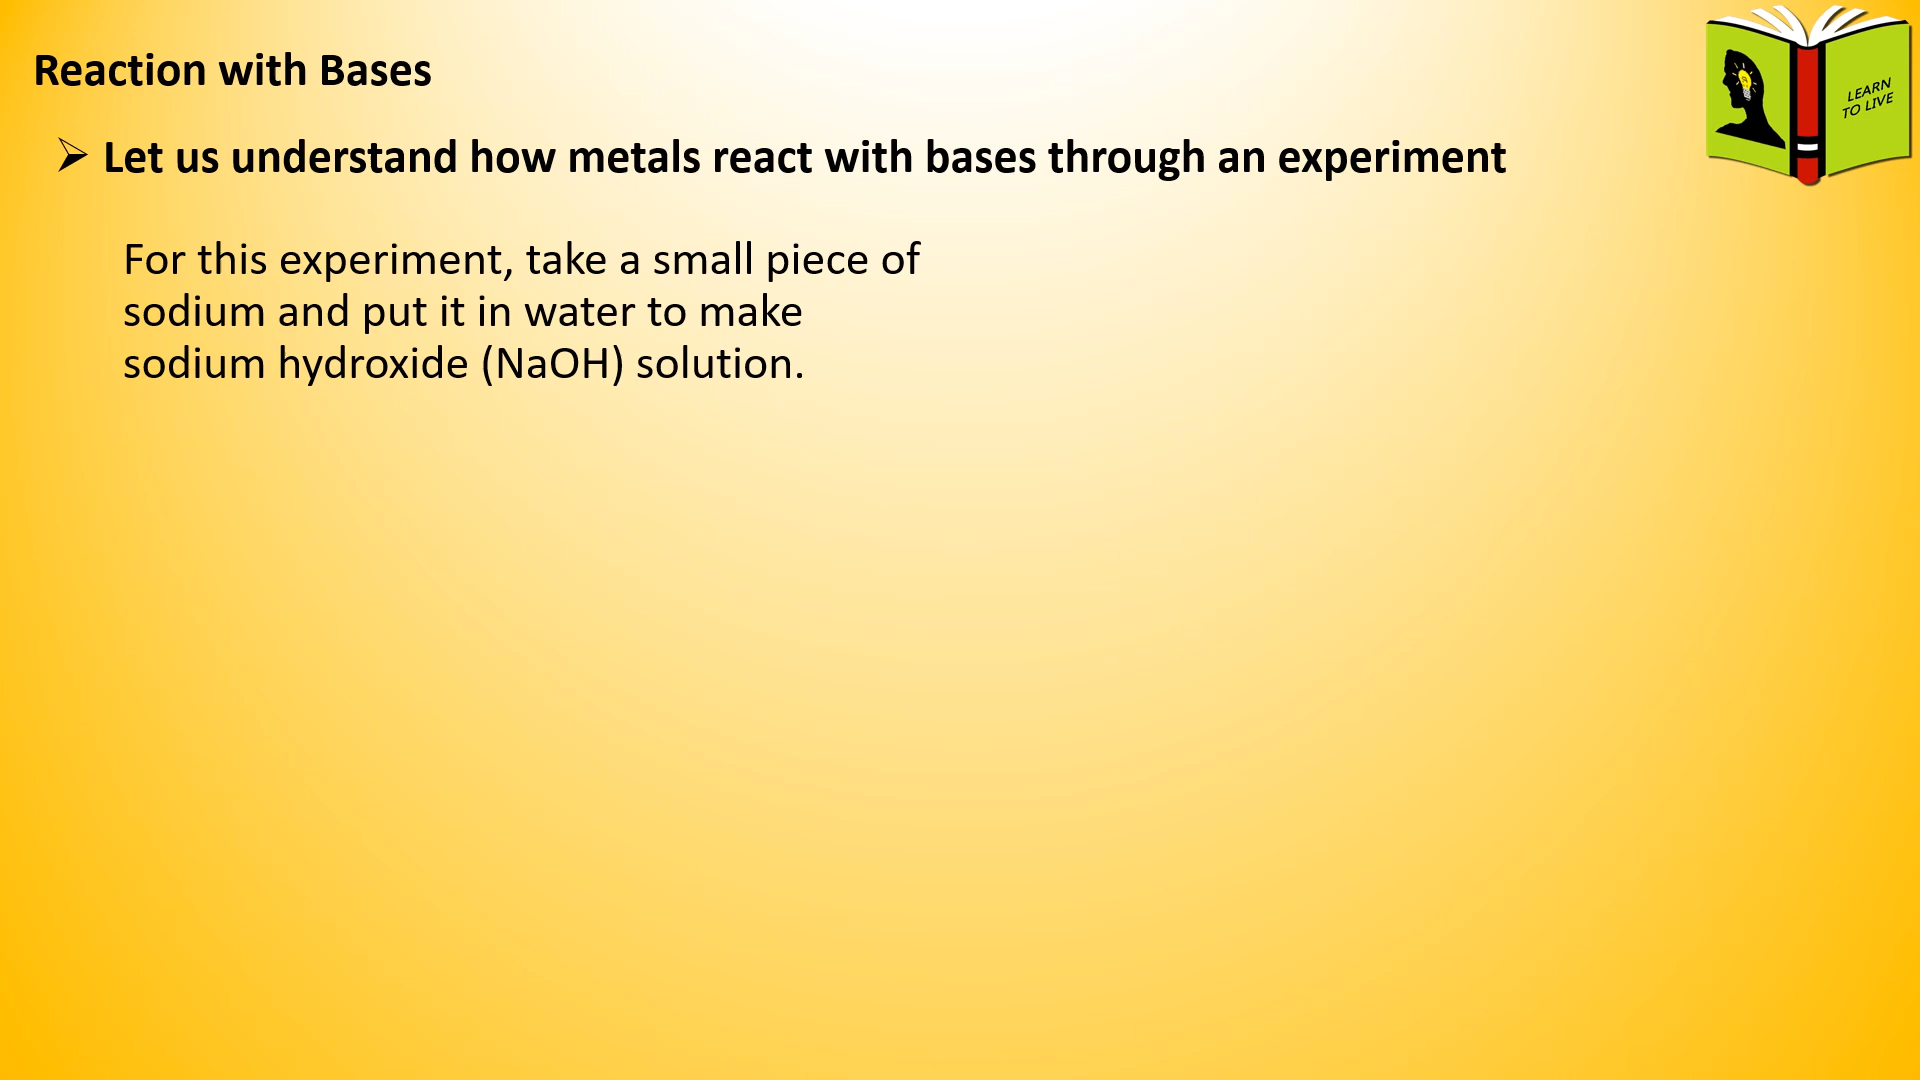 Reaction with Bases
LEARN
TO LIVE
➢ Let us understand how metals react with bases through an experiment
For this experiment, take a small piece of
sodium and put it in water to make
sodium hydroxide (NaOH) solution.